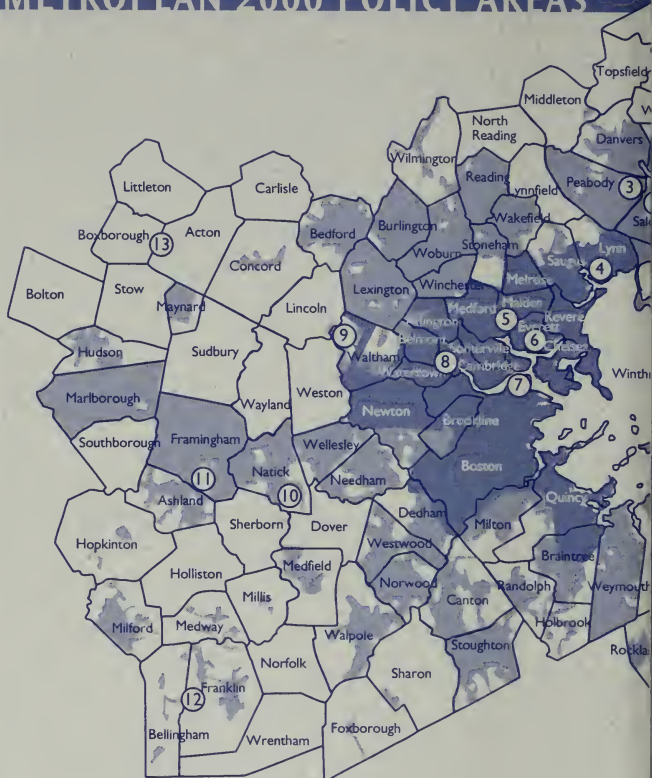 METROPLAN 2000 POLICY AREAS
Topsfield
Middleton
North
Reading
Danvers
Wilmington
Reading
Lynnfield
Peabody
3
Littleton
Carlisle
Wakefield
Burlington
Bedford
Stoneham
Saugus
Lynn
4
Boxborough
13
Acton
Concord
Woburn
Melrose
Bolton
Stow
Lexington
Winchester
Medford
Malden
Lincoln
Maynard
Arlington
5
Everett
Revere
9
Belmont
Somerville
6
Chelsea
Hudson
Sudbury
Waltham
8
Cambridge
Watertown
7
Weston
Marlborough
Wayland
Newton
Brookline
Southborough
Framingham
Wellesley
Boston
Natick
11
Needham
10
Ashland
Quincy
Dedham
Sherborn
Dover
Milton
Hopkinton
Westwood
Braintree
Holliston
Medfield
Norwood
Randolph
Weymouth
Millis
Canton
Holbrook
Milford
Medway
Walpole
Stoughton
Norfolk
Sharon
Franklin
12
Bellingham
Foxborough
Wrentham